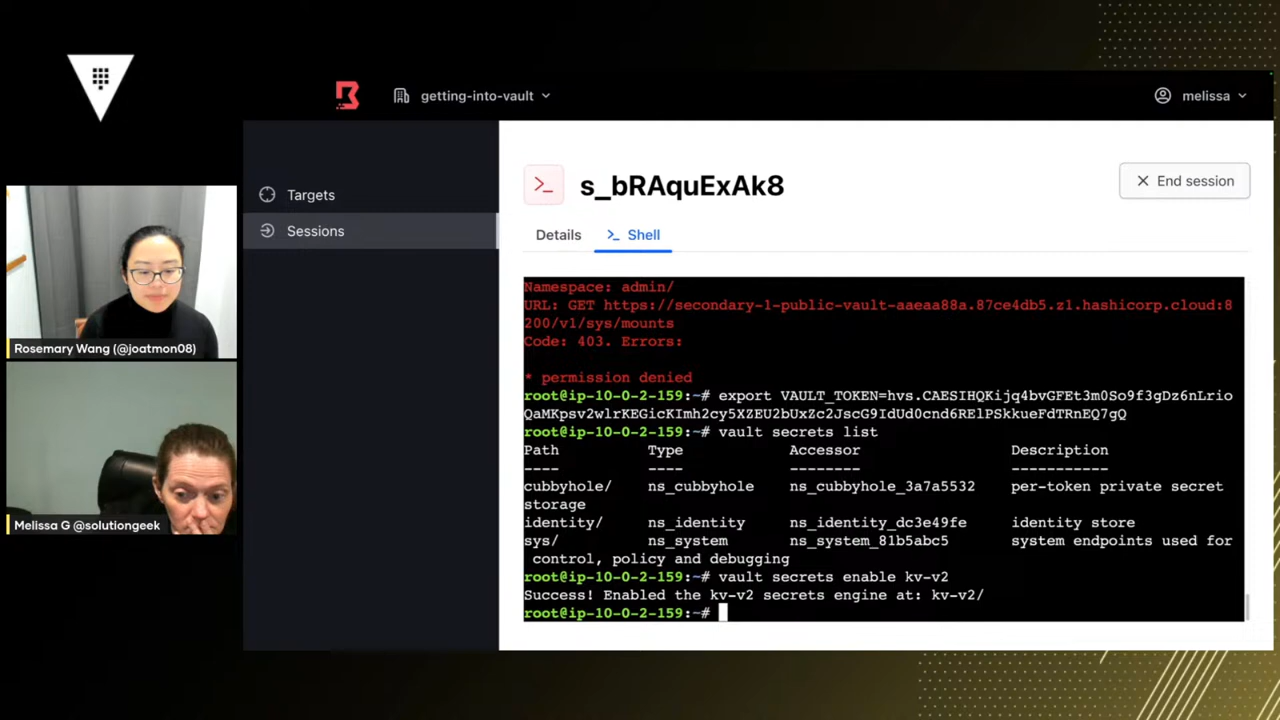 getting-into-vault
melissa
Targets
Sessions
s_bRAquExAk8
End session
Details
Shell
Namespace: admin/
URL: GET https://secondary-1-public-vault-aaeaa88a.87ce4db5.z1.hashicorp.cloud:8
200/v1/sys/mounts
Code: 403. Errors:
* permission denied
root@ip-10-0-2-159:~# export VAULT_TOKEN=hvs.CAESIHQKijq4bvGFEt3m0So9f3gDz6nLrio
QaMKpsv2wlrKEGicKImh2cy5XZEU2bUxZc2JscG9IdUd0cnd6RElPSkkueFdTRnEQ7gQ
root@ip-10-0-2-159:~# vault secrets list
Path Type Accessor Description
---- ---- -------- -----------
cubbyhole/ ns_cubbyhole ns_cubbyhole_3a7a5532 per-token private secret
storage
identity/ ns_identity ns_identity_dc3e49fe identity store
sys/ ns_system ns_system_81b5abc5 system endpoints used for
control, policy and debugging
root@ip-10-0-2-159:~# vault secrets enable kv-v2
Success! Enabled the kv-v2 secrets engine at: kv-v2/
root@ip-10-0-2-159:~#
Rosemary Wang (@joatmon08)
Melissa G @solutiongeek